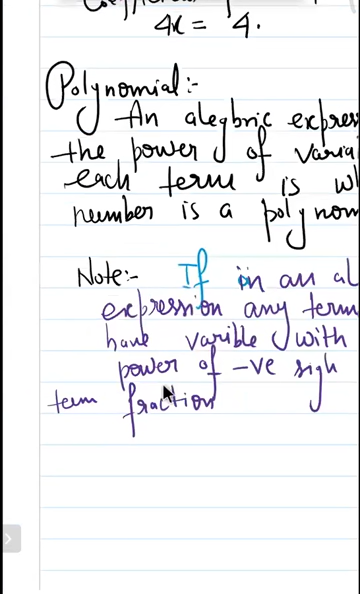 4x = 4.
Polynomial :-
An alegbric expres
the power of varia
each term is wh
number is a polynom
Note:- If in an al
expression any term
have varible with
power of -ve sigh
term fraction